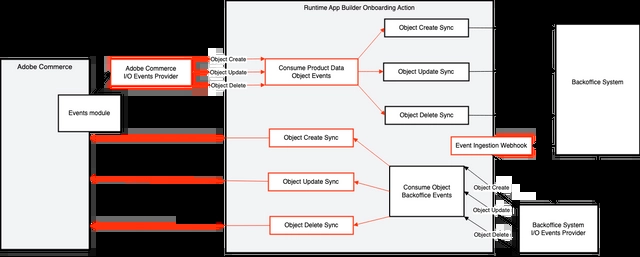 Runtime App Builder Onboarding Action
Adobe Commerce
Events module
Adobe Commerce
I/O Events Provider
Object Create
Object Update
Object Delete
Consume Product Data
Object Events
Object Create Sync
Object Update Sync
Object Delete Sync
Backoffice System
Event Ingestion Webhook
Object Create Sync
Object Update Sync
Object Delete Sync
Consume Object
Backoffice Events
Object Create
Object Update
Object Delete
Backoffice System
I/O Events Provider